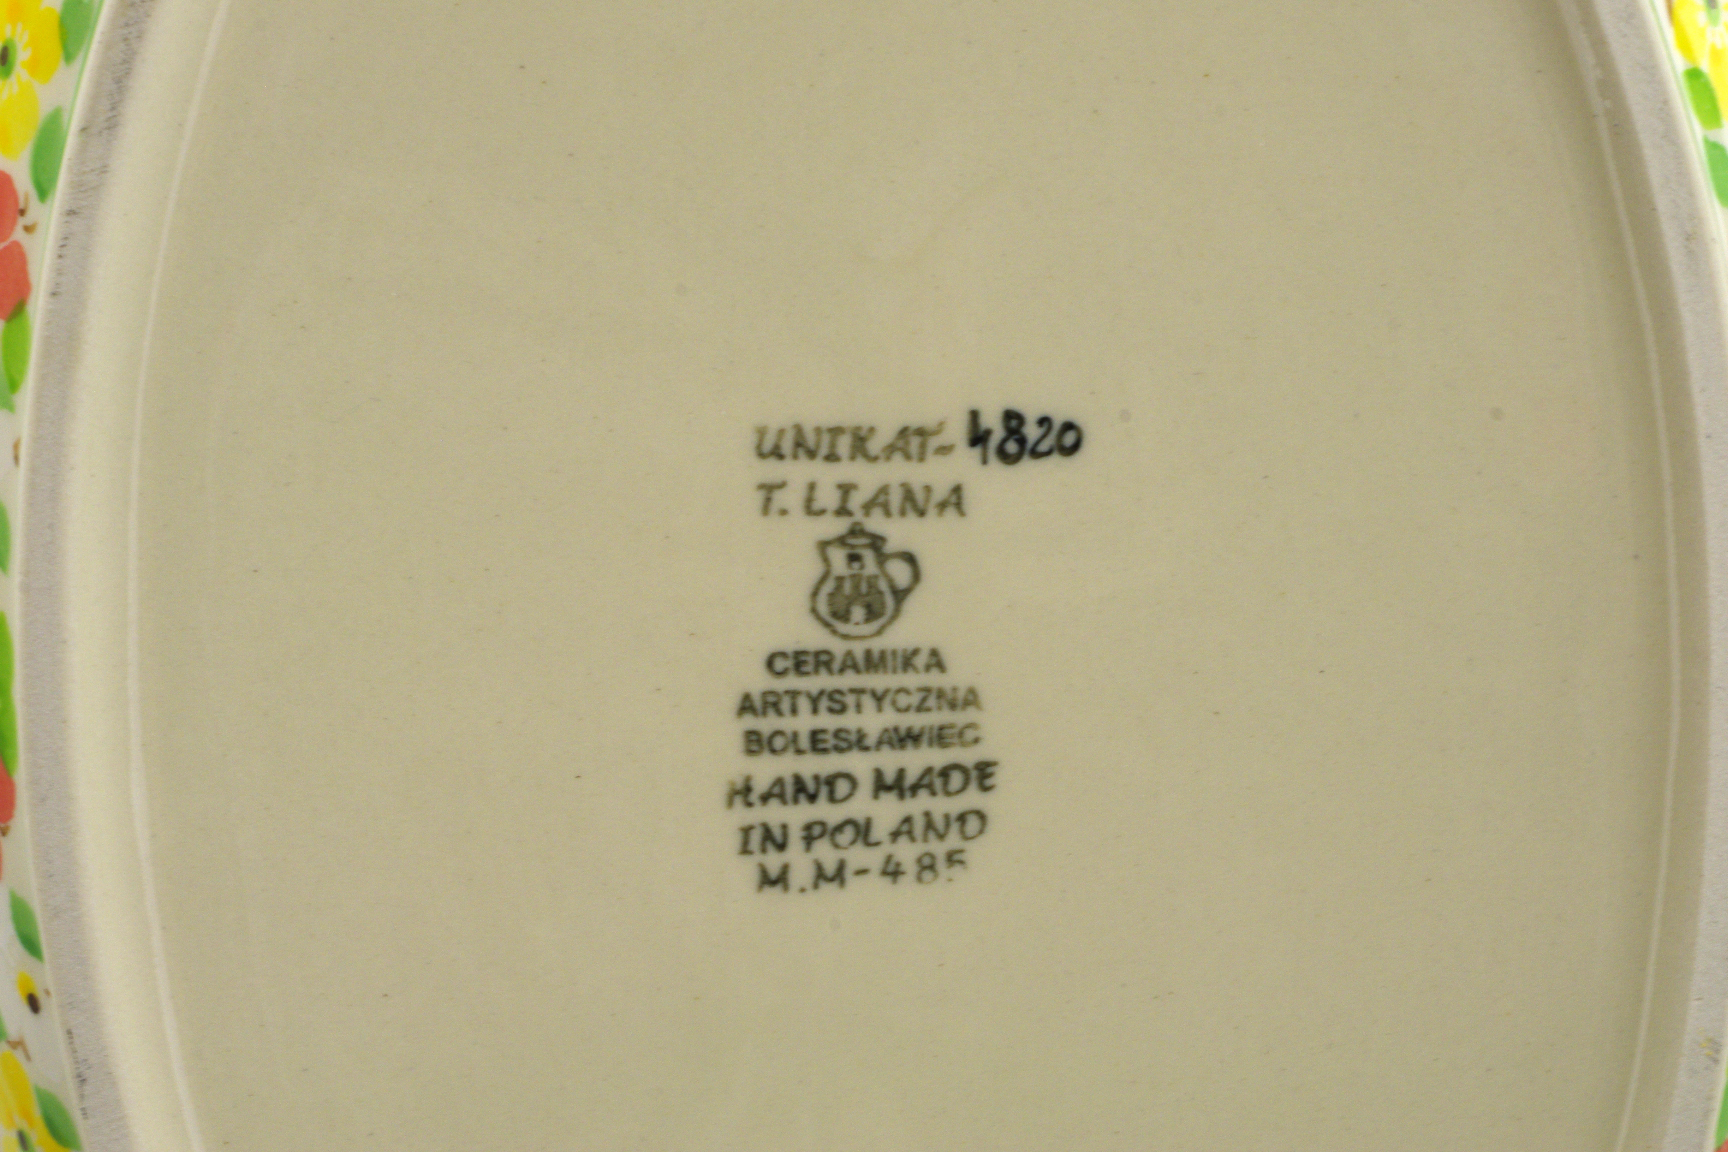 UNIKAT-4820
T. LIANA
CERAMIKA
ARTYSTYCZNA
BOLESŁAWIEC
HAND MADE
IN POLAND
M.M-485